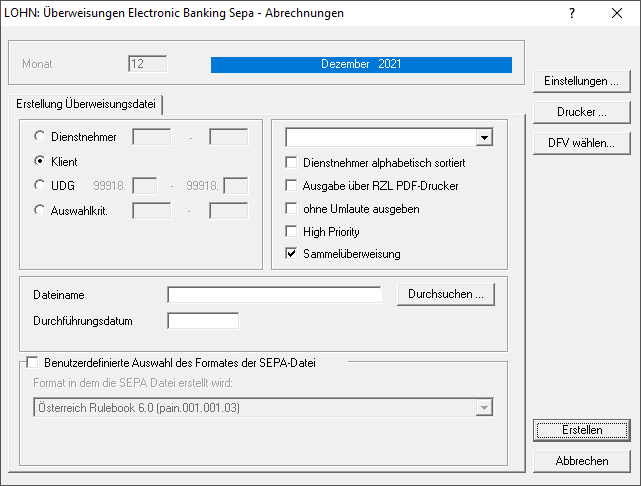 LOHN: Überweisungen Electronic Banking Sepa - Abrechnungen ? ×
Monat 12 Dezember 2021
Einstellungen ...
Drucker ...
DFV wählen...
Erstellung Überweisungsdatei
Dienstnehmer -
Klient
UDG 99918. - 99918.
Auswahlkrit. -
Dienstnehmer alphabetisch sortiert
Ausgabe über RZL PDF-Drucker
ohne Umlaute ausgeben
High Priority
Sammelüberweisung
Dateiname Durchsuchen ...
Durchführungsdatum
Benutzerdefinierte Auswahl des Formates der SEPA-Datei
Format in dem die SEPA Datei erstellt wird:
Österreich Rulebook 6.0 (pain.001.001.03)
Erstellen
Abbrechen